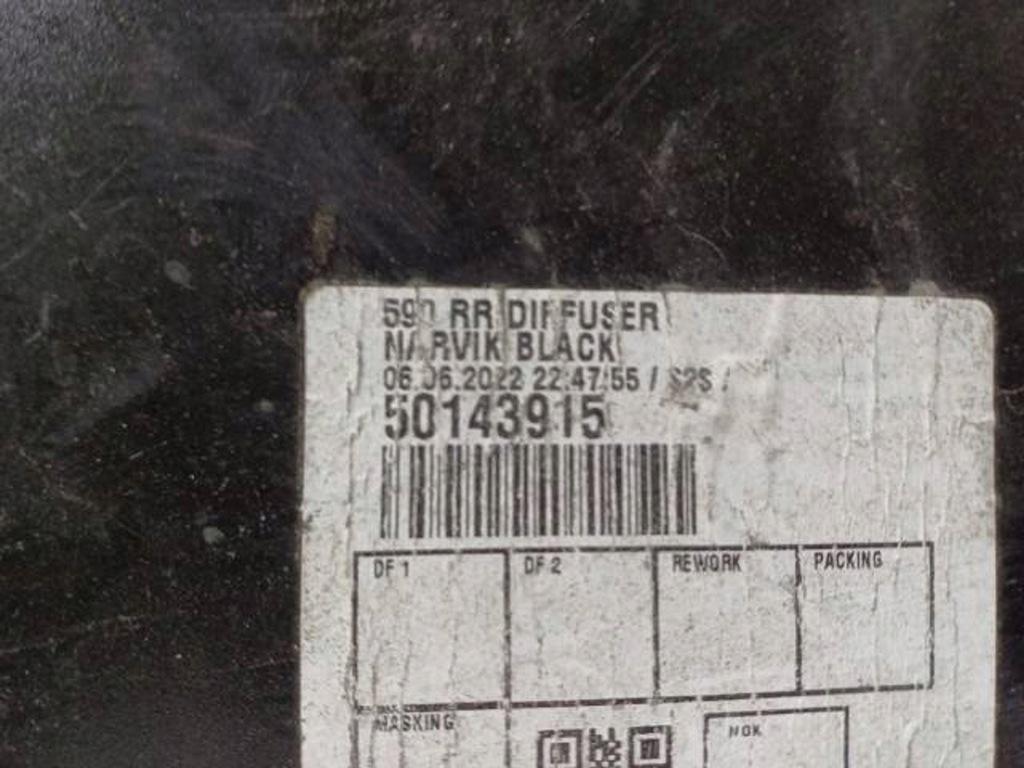 590 RR DIFFUSER
NARVIK BLACK
06.06.2022 22:47:55 / S2S /
50143915
DF 1
DF 2
REWORK
PACKING
MASKING
NOK